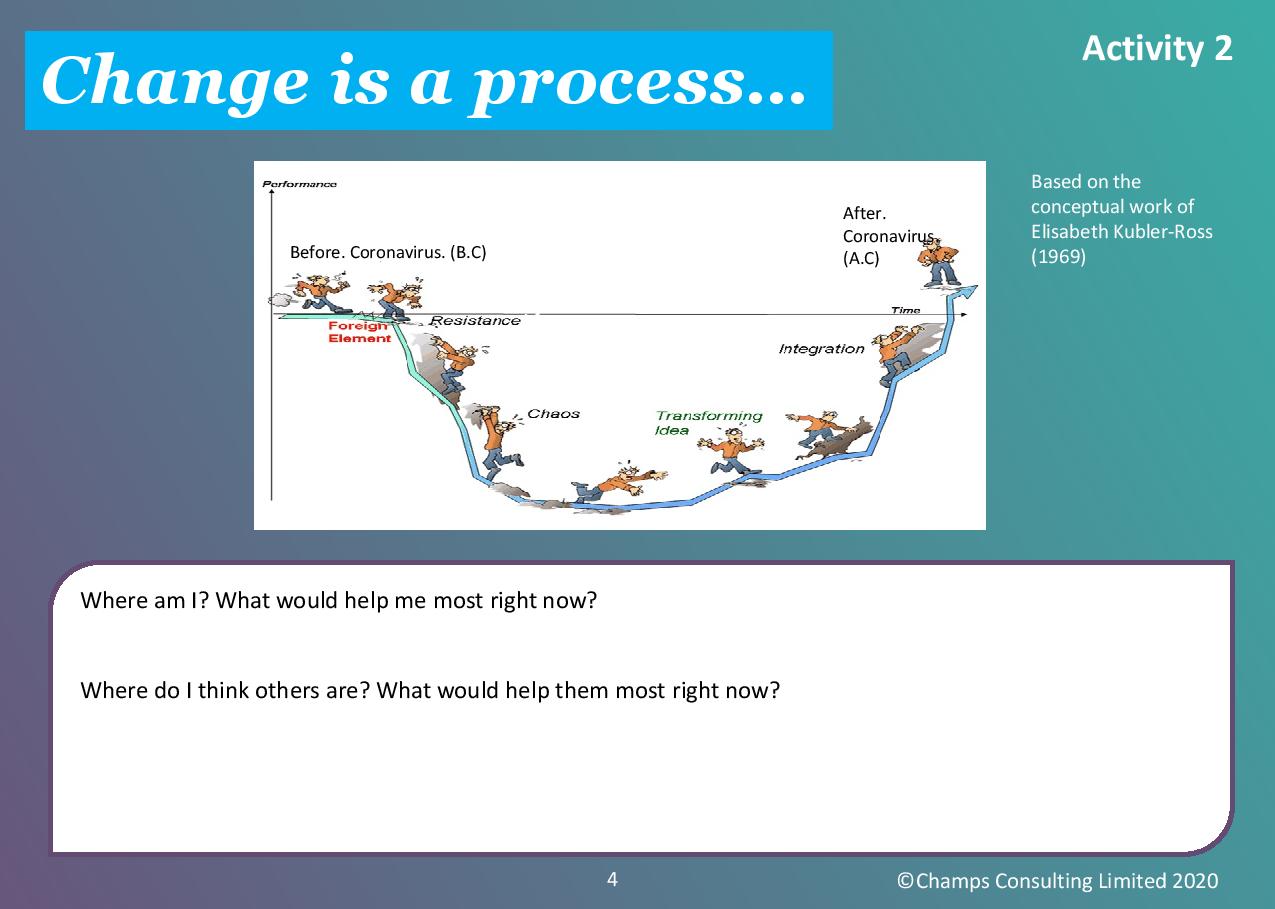 Activity 2
Change is a process...
Based on the
conceptual work of
Elisabeth Kubler-Ross
(1969)
Performance
Before. Coronavirus. (B.C)
After.
Coronavirus.
(A.C)
Foreign
Element
Resistance
Time
Integration
Chaos
Transforming
Idea
Where am I? What would help me most right now?
Where do I think others are? What would help them most right now?
4
©Champs Consulting Limited 2020